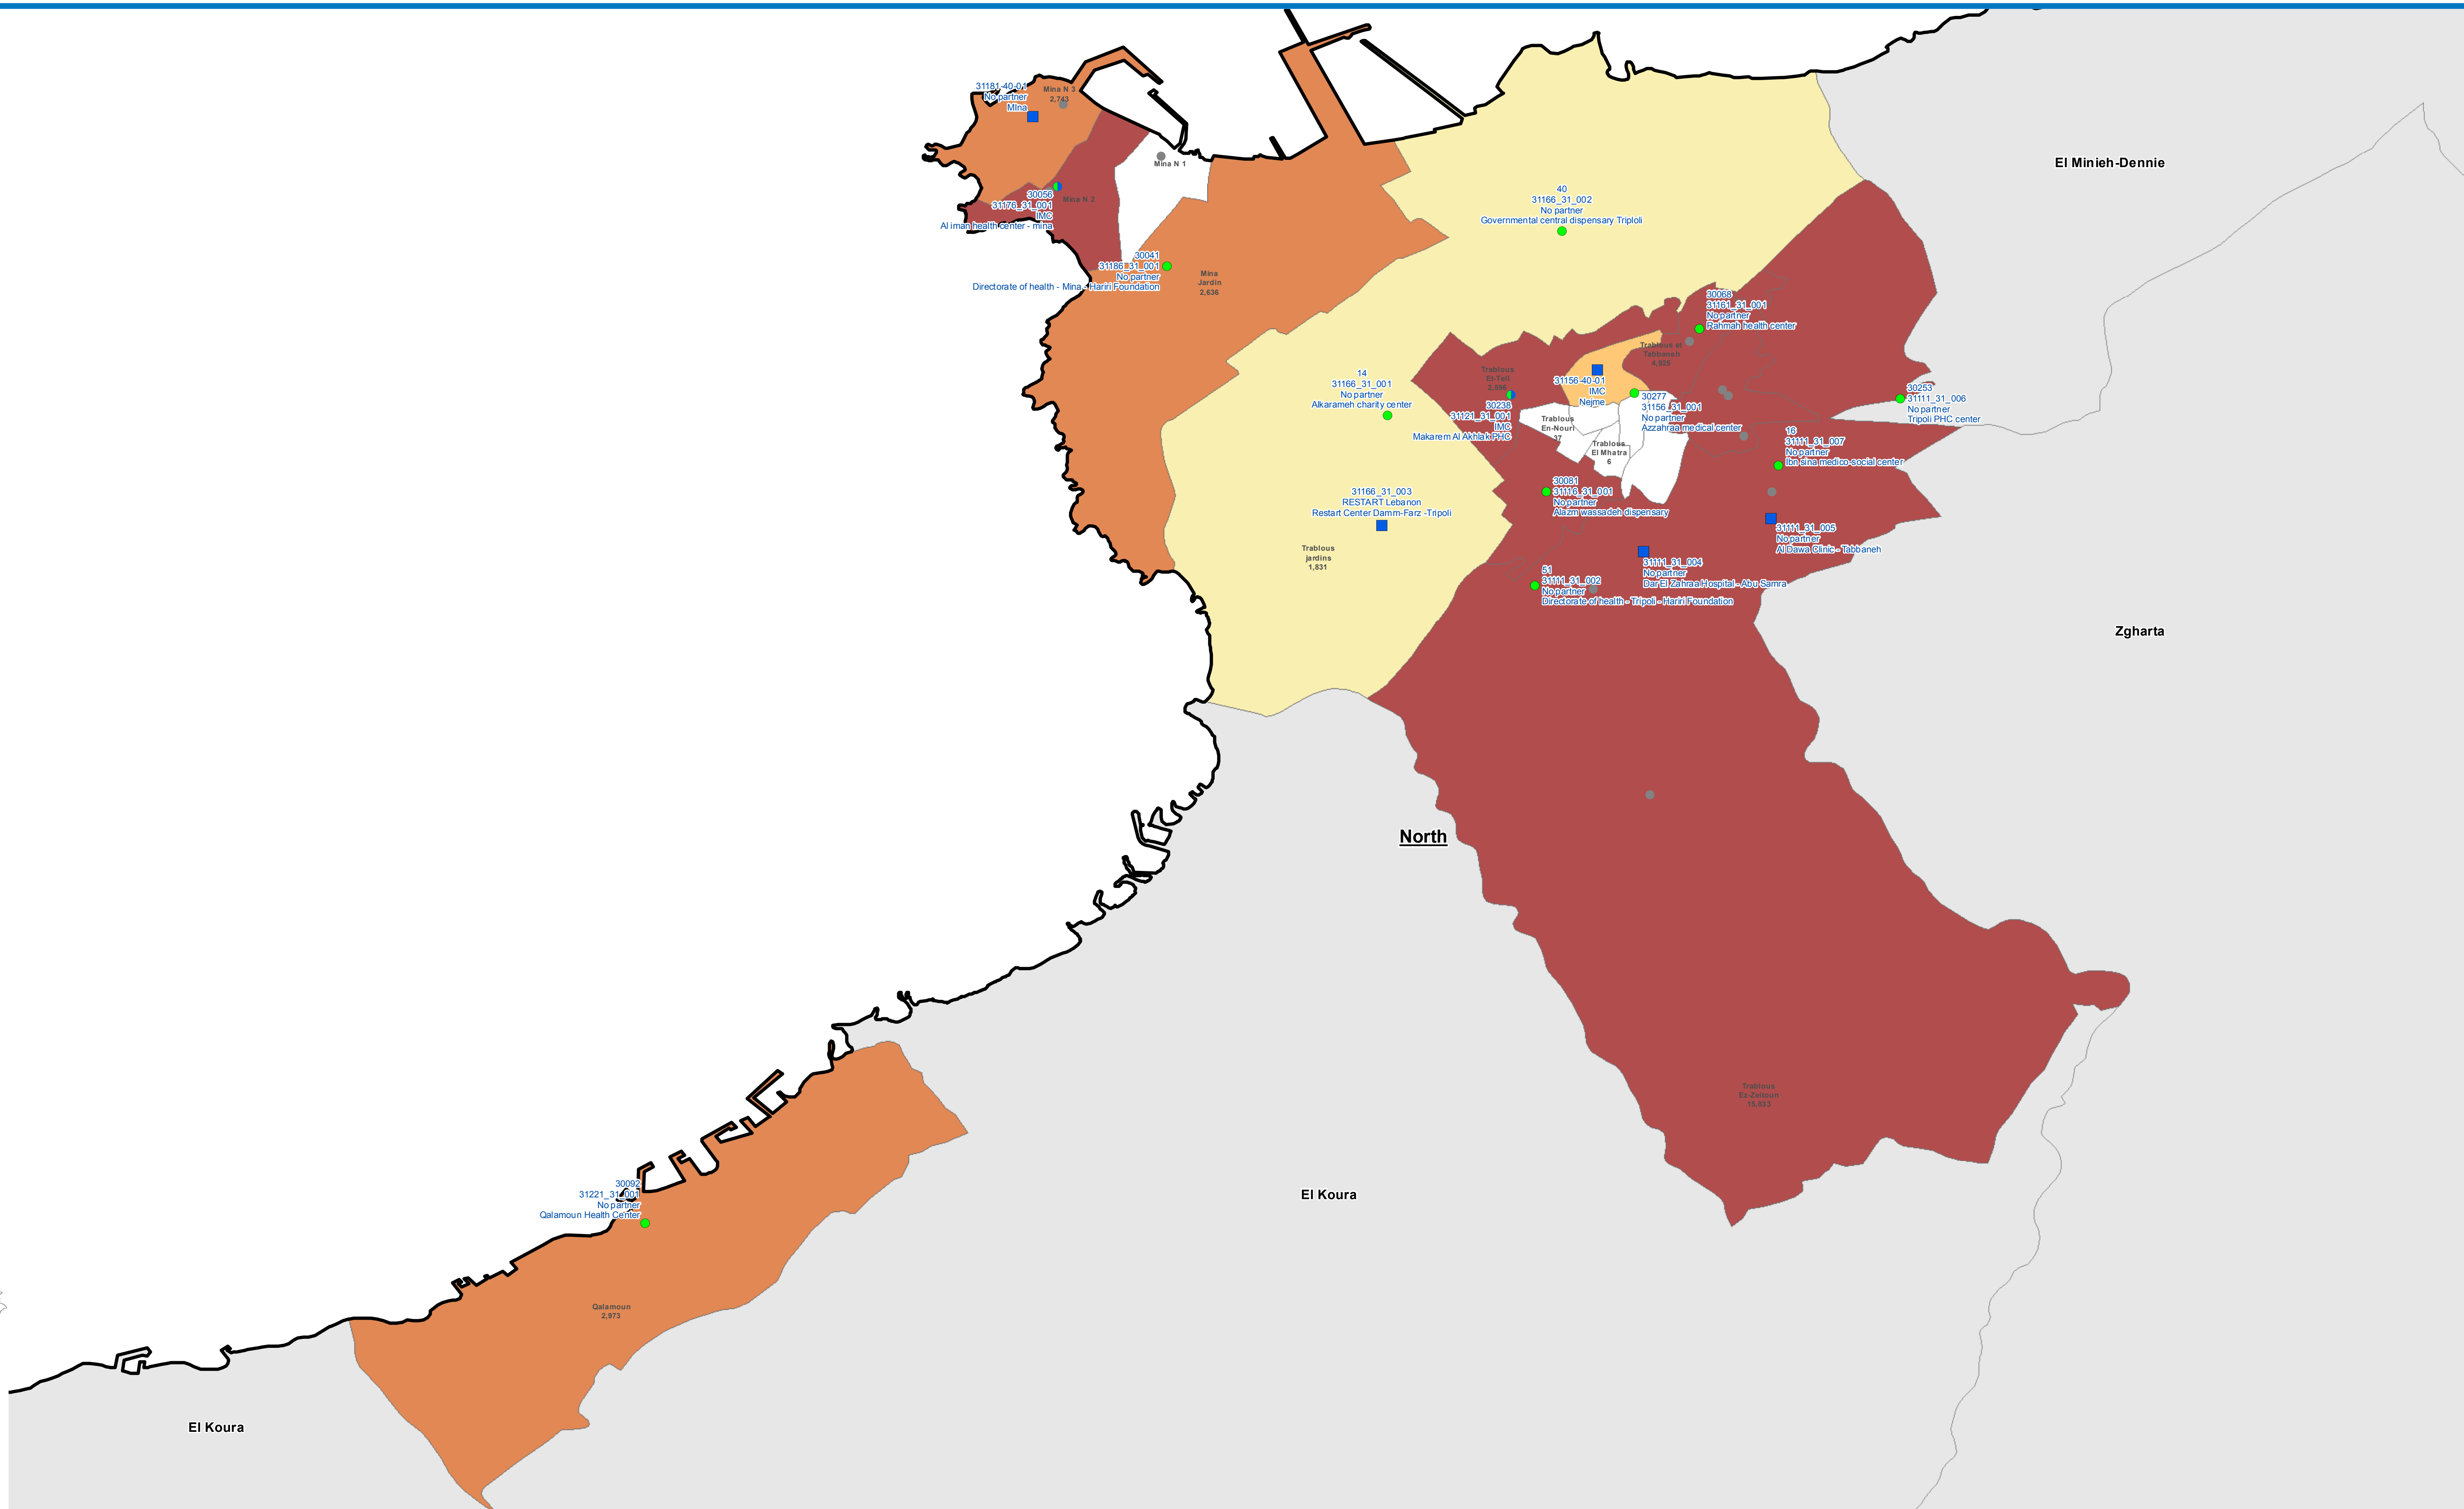 31181-40-01
No partner
MIna
Mina N 3
2,743
Mina N 1
30056
31176_31_001
IMC
Al iman health center - mina
Mina N 2
30041
31186_31_001
No partner
Directorate of health - Mina - Hariri Foundation
Mina
Jardin
2,636
40
31166_31_002
No partner
Governmental central dispensary Triploli
El Minieh-Dennie
30068
31161_31_001
No partner
Rahmah health center
Trablous et
Tabbaneh
4,925
14
31166_31_001
No partner
Alkarameh charity center
Trablous
Et-Tell
2,596
30238
31121_31_001
IMC
Makarem Al Akhlak PHC
31156-40-01
IMC
Nejme
30277
31156_31_001
No partner
Azzahraa medical center
30253
31111_31_006
No partner
Tripoli PHC center
Trablous
En-Nouri
37
Trablous
El Mhatra
6
16
31111_31_007
No partner
Ibn sina medico-social center
31166_31_003
RESTART Lebanon
Restart Center Damm-Farz -Tripoli
30081
31116_31_001
No partner
Alazm wassadeh dispensary
31111_31_005
No partner
Al Dawa Clinic - Tabbaneh
Trablous
jardins
1,831
31111_31_004
No partner
Dar El Zahraa Hospital - Abu Samra
51
31111_31_002
No partner
Directorate of health - Tripoli - Hariri Foundation
Zgharta
North
Trablous
Ez-Zeitoun
15,833
30092
31221_31_001
No partner
Qalamoun Health Center
El Koura
Qalamoun
2,973
El Koura